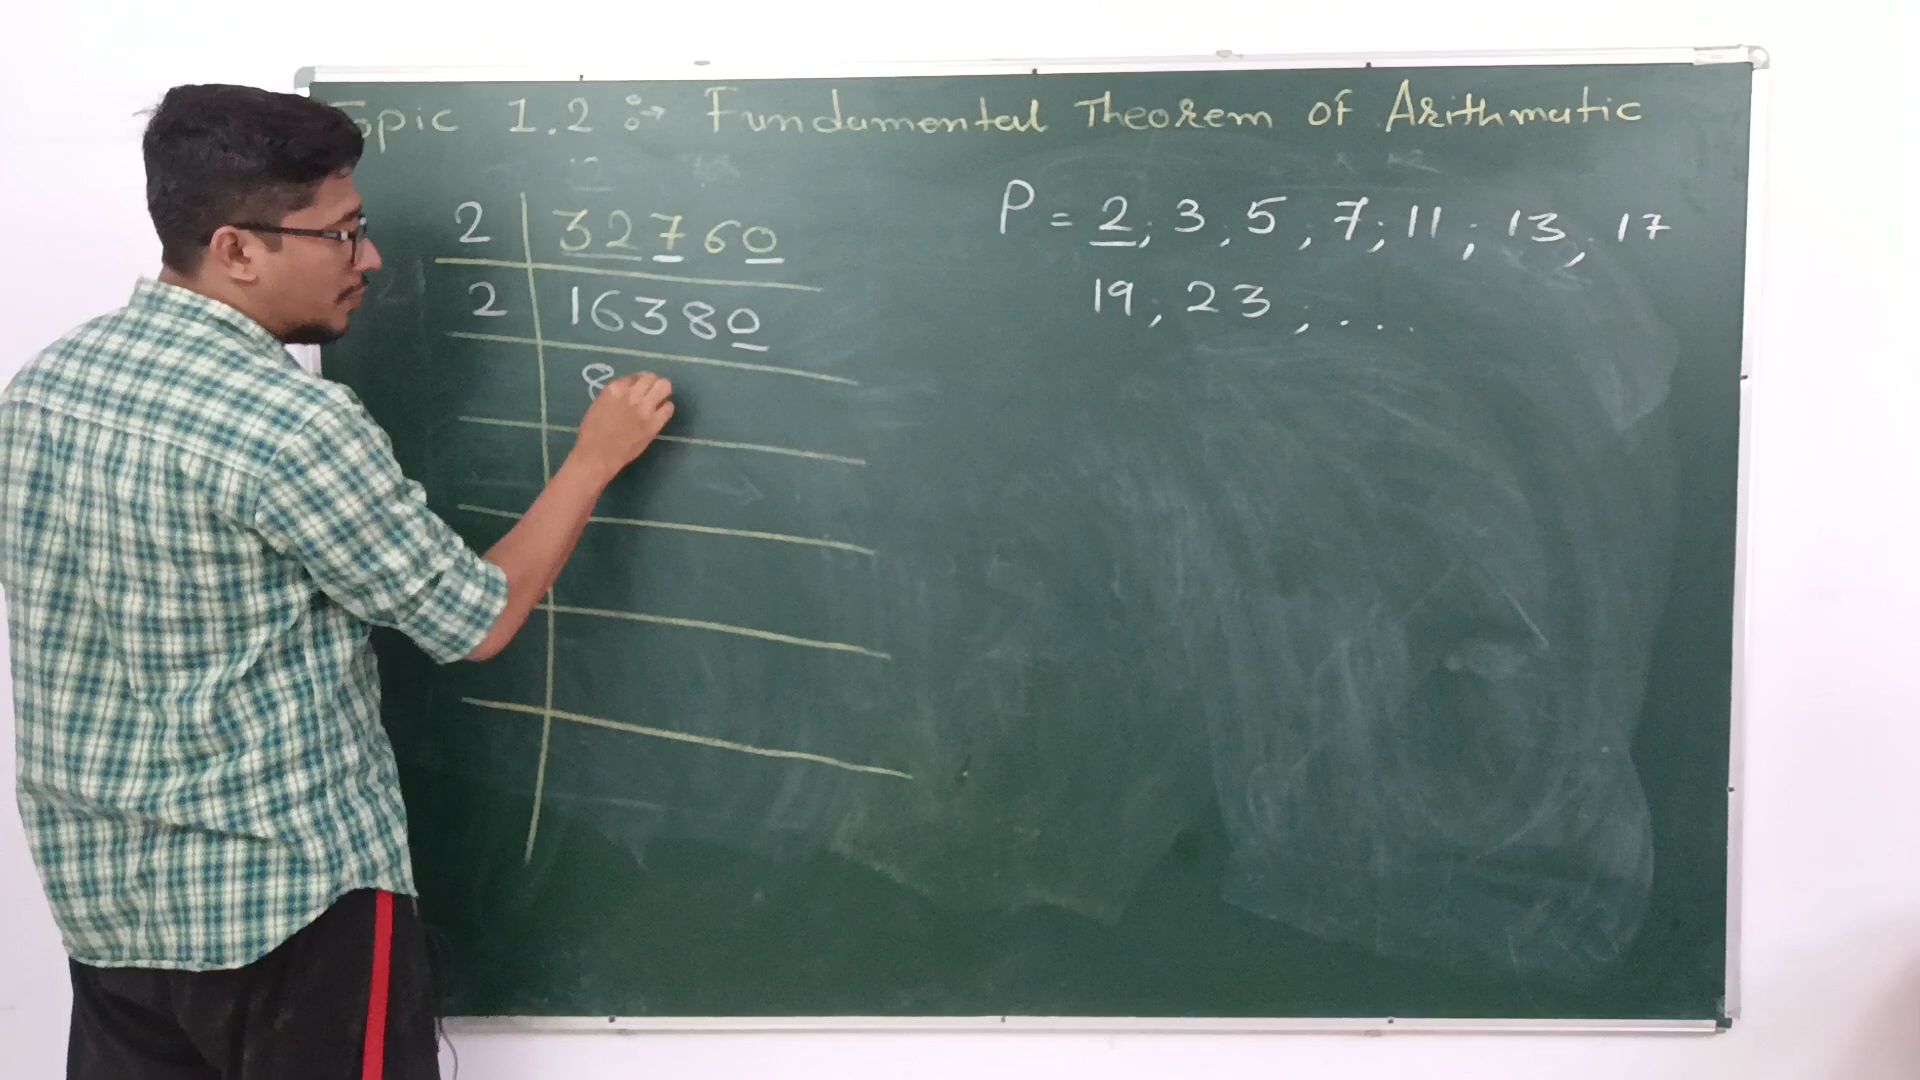 Topic 1.2 :→ Fundamental Theorem of Arithmatic
2 | 32760
2 | 16380
8
P = 2, 3, 5, 7, 11, 13, 17
19, 23, ...